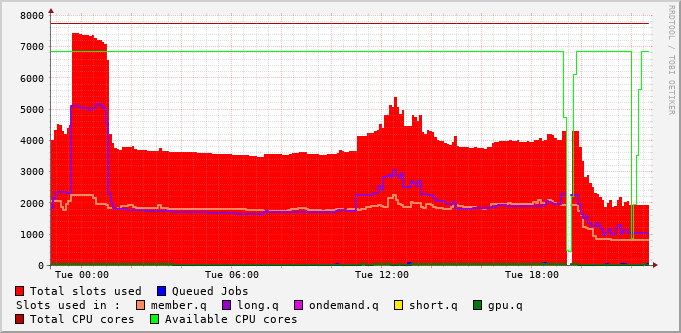 8000
7000
6000
5000
4000
3000
2000
1000
0
Tue 00:00 Tue 06:00 Tue 12:00 Tue 18:00
Total slots used Queued Jobs
Slots used in : member.q long.q ondemand.q short.q gpu.q
Total CPU cores Available CPU cores
RRDTOOL / TOBI OETIKER